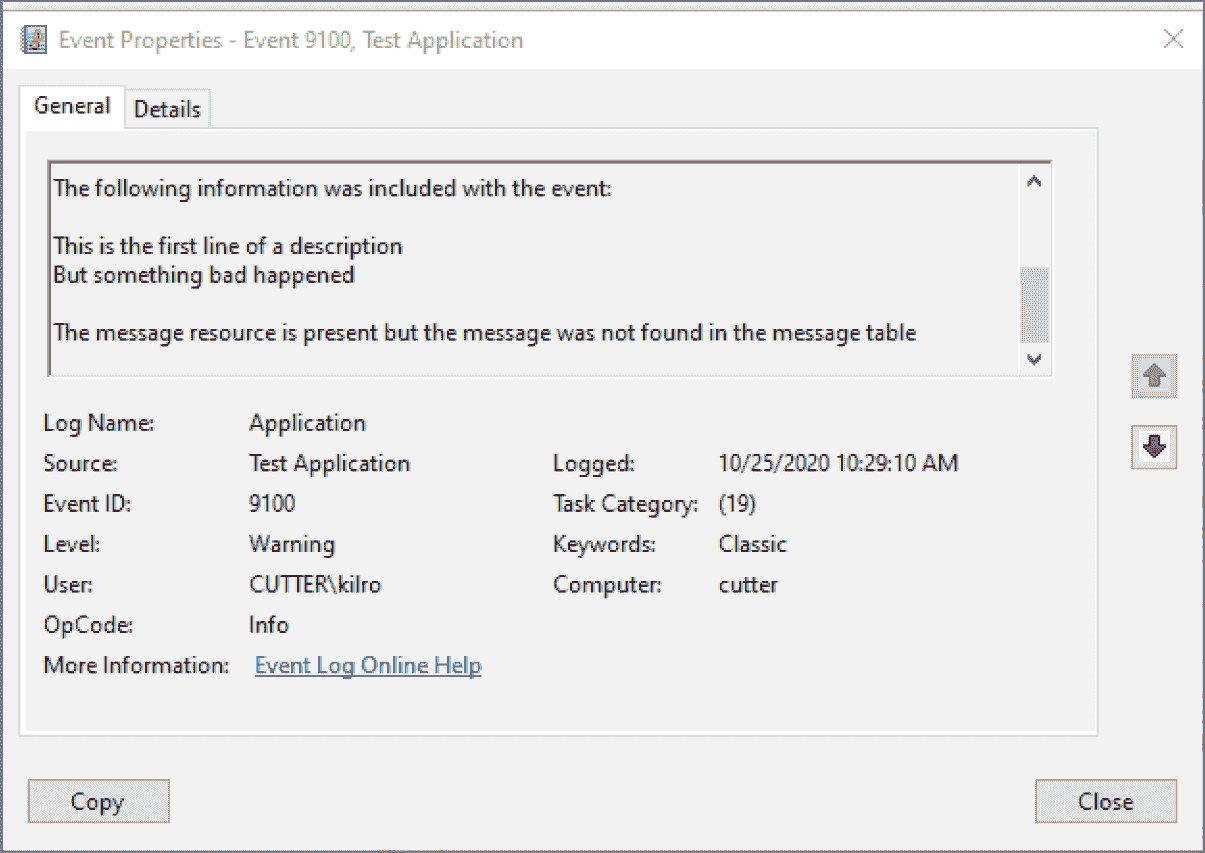 Event Properties - Event 9100, Test Application
General Details
The following information was included with the event:
This is the first line of a description
But something bad happened
The message resource is present but the message was not found in the message table
Log Name: Application
Source: Test Application Logged: 10/25/2020 10:29:10 AM
Event ID: 9100 Task Category: (19)
Level: Warning Keywords: Classic
User: CUTTER\kilro Computer: cutter
OpCode: Info
More Information: Event Log Online Help
Copy Close